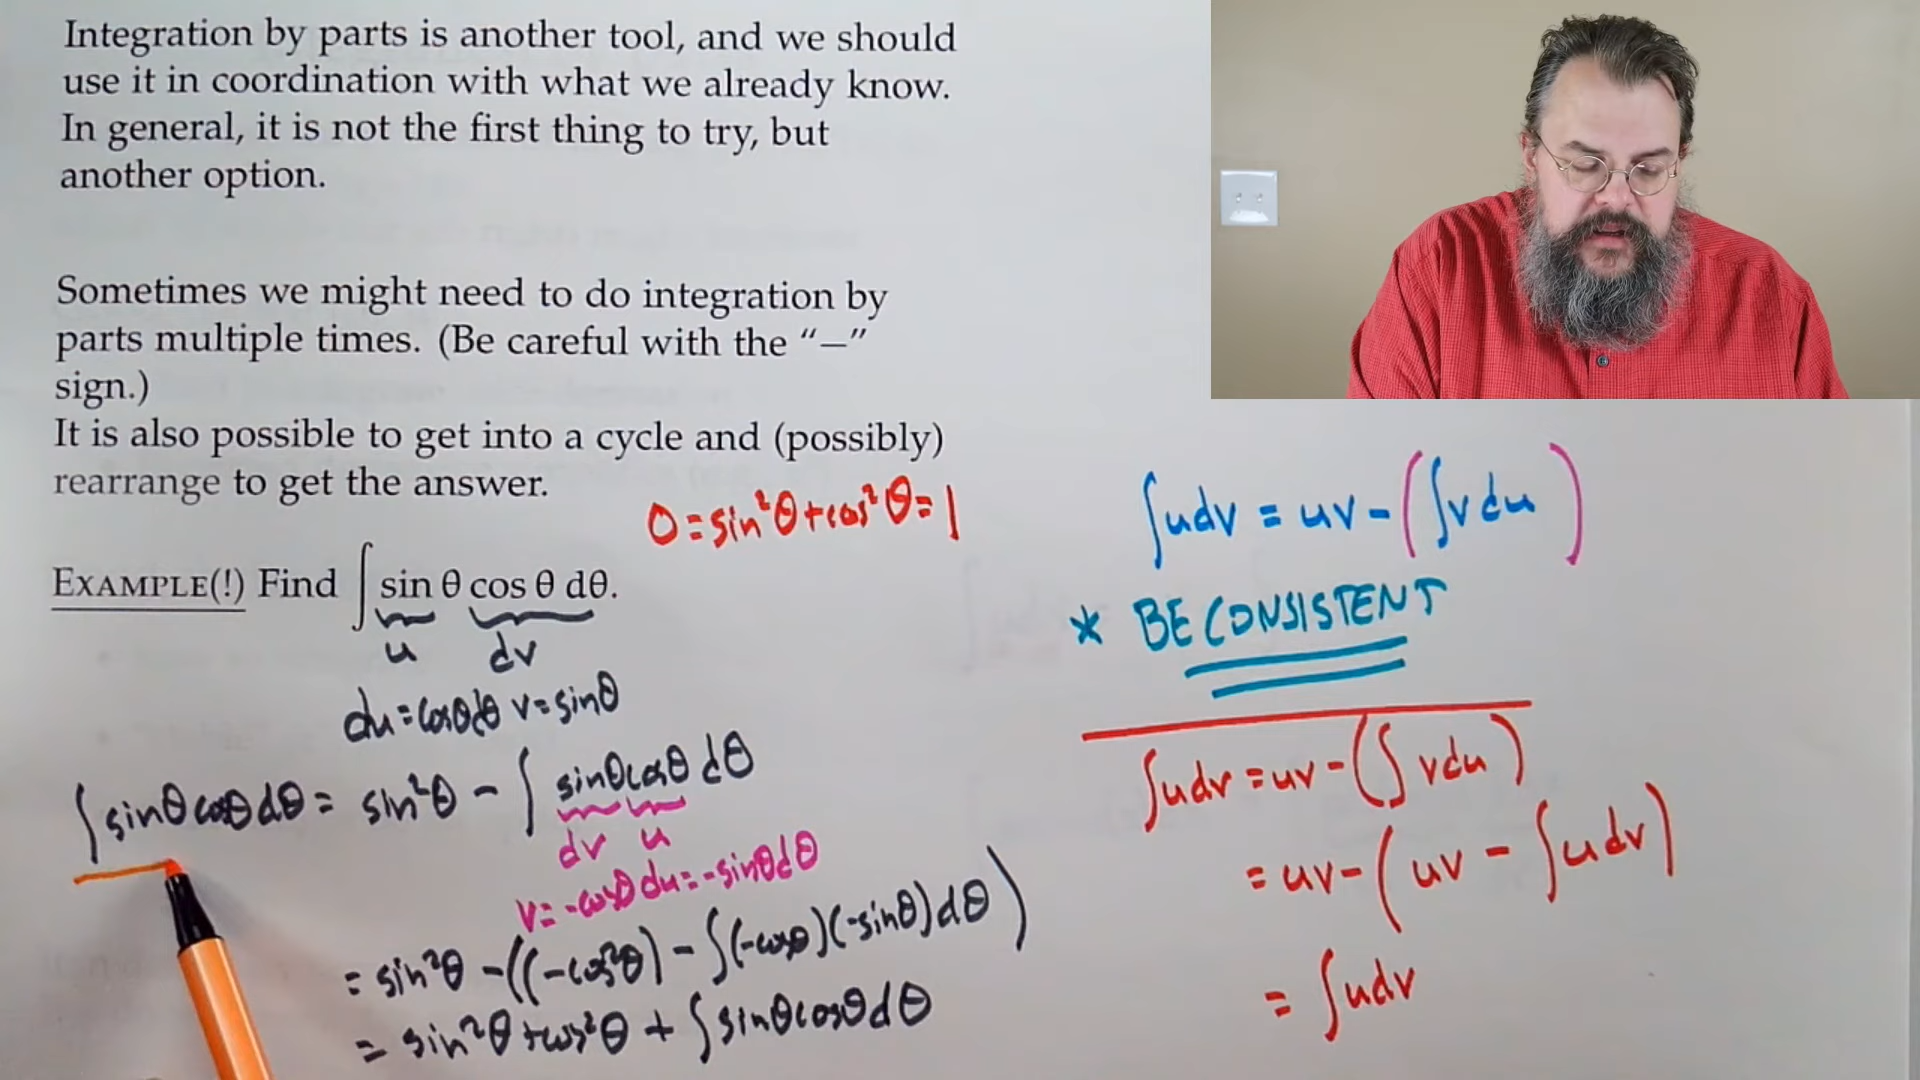 Integration by parts is another tool, and we should
use it in coordination with what we already know.
In general, it is not the first thing to try, but
another option.
Sometimes we might need to do integration by
parts multiple times. (Be careful with the “−”
sign.)
It is also possible to get into a cycle and (possibly)
rearrange to get the answer.
0 = sin²θ + cos²θ = 1
EXAMPLE(!) Find ∫ sin θ cos θ dθ.
u dv
du = cosθdθ v = sinθ
∫ sinθ cosθ dθ = sin²θ − ∫ sinθ cosθ dθ
dv u
v = -cosθ du = -sinθdθ
= sin²θ − ((−cos²θ) − ∫(−cosθ)(−sinθ)dθ)
= sin²θ + cos²θ + ∫ sinθcosθdθ
∫udv = uv − (∫vdu)
* BE CONSISTENT
∫udv = uv − (∫vdu)
= uv − (uv − ∫udv)
= ∫udv